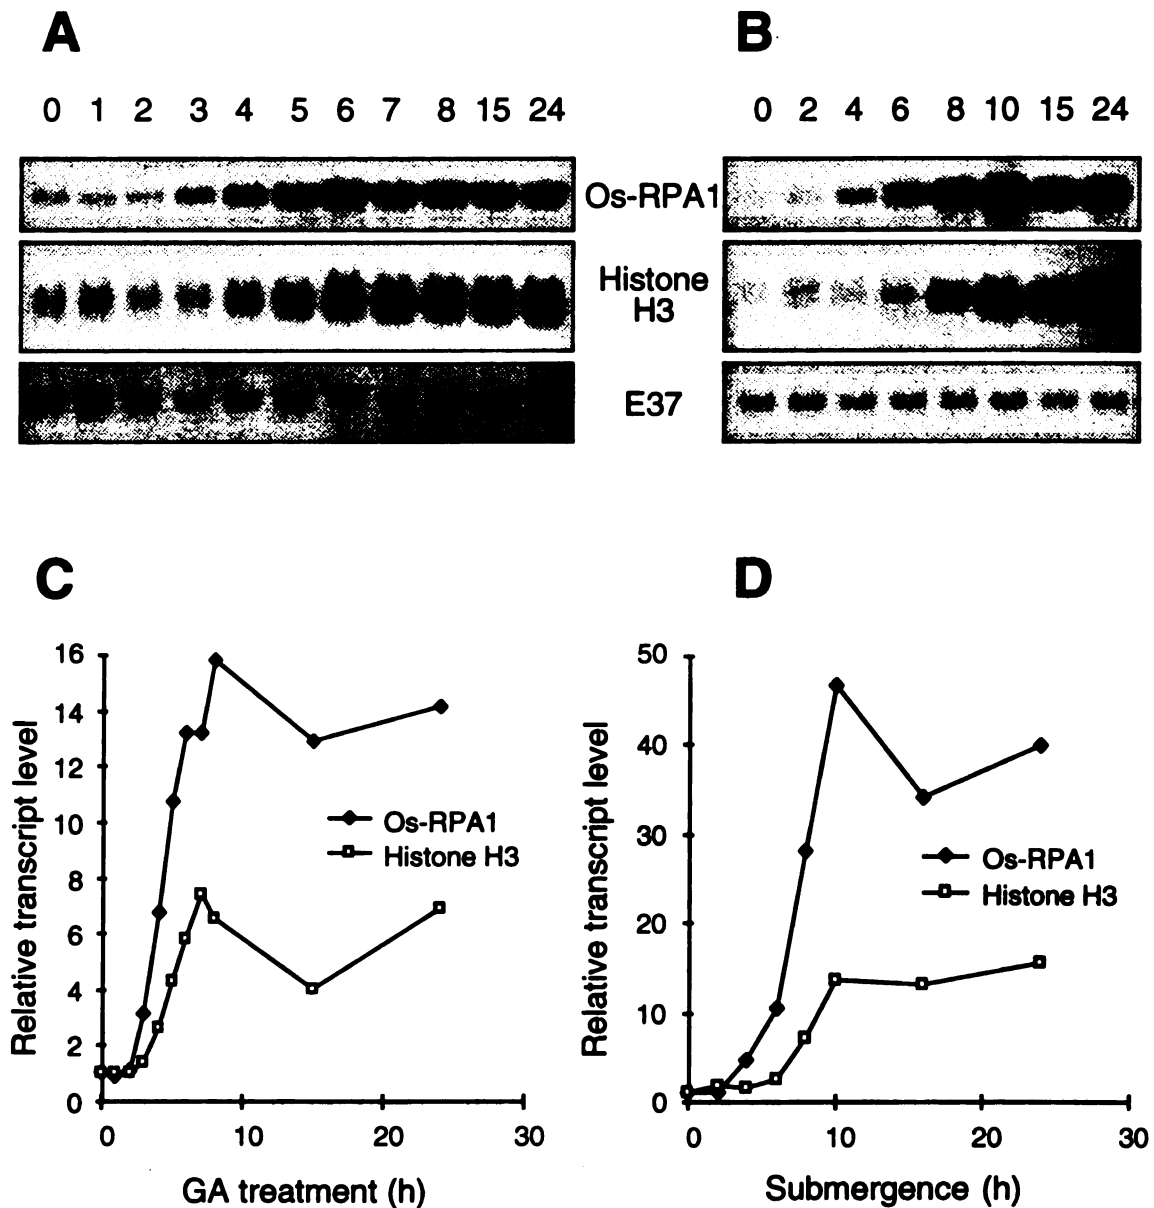 A
B
0 1 2 3 4 5 6 7 8 15 24
0 2 4 6 8 10 15 24
Os-RPA1
Histone
H3
E37
C
D
16
14
12
10
8
6
4
2
0
Relative transcript level
Os-RPA1
Histone H3
0 10 20 30
GA treatment (h)
50
40
30
20
10
0
Relative transcript level
Os-RPA1
Histone H3
0 10 20 30
Submergence (h)